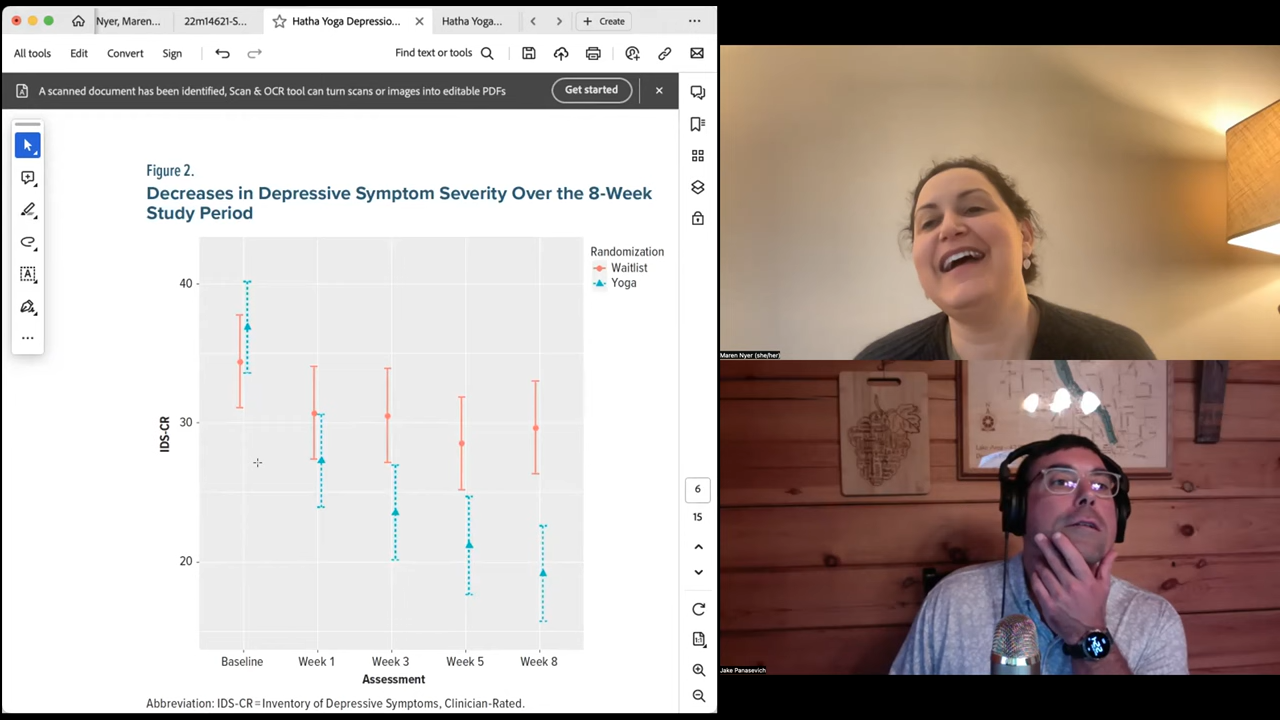 Nyer, Maren...
22m14621-S...
Hatha Yoga Depressio...
Hatha Yoga...
Create
All tools
Edit
Convert
Sign
Find text or tools
A scanned document has been identified, Scan & OCR tool can turn scans or images into editable PDFs
Get started
Figure 2.
Decreases in Depressive Symptom Severity Over the 8-Week
Study Period
Randomization
Waitlist
Yoga
40
30
20
IDS-CR
Baseline
Week 1
Week 3
Week 5
Week 8
Assessment
Abbreviation: IDS-CR=Inventory of Depressive Symptoms, Clinician-Rated.
6
15
1:1
Maren Nyer (she/her)
Jake Panasevich